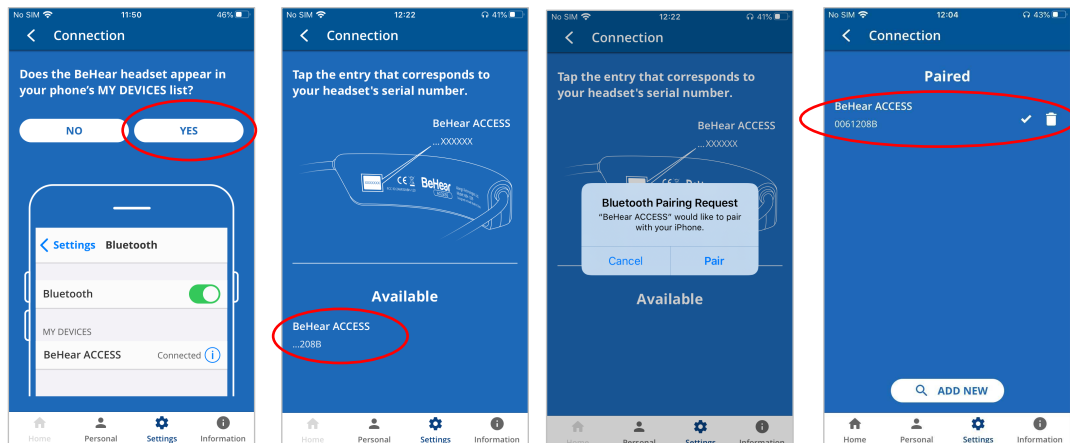 No SIM 11:50 46%
Connection
Does the BeHear headset appear in
your phone's MY DEVICES list?
NO YES
Settings Bluetooth
Bluetooth
MY DEVICES
BeHear ACCESS Connected i
Home Personal Settings Information
No SIM 12:22 41%
Connection
Tap the entry that corresponds to
your headset's serial number.
BeHear ACCESS
...XXXXXX
BeHear
ACCESS
Available
BeHear ACCESS
...208B
Home Personal Settings Information
No SIM 12:22 41%
Connection
Tap the entry that corresponds to
your headset's serial number.
BeHear ACCESS
...XXXXXX
Bluetooth Pairing Request
"BeHear ACCESS" would like to pair
with your iPhone.
Cancel Pair
Available
Home Personal Settings Information
No SIM 12:04 43%
Connection
Paired
BeHear ACCESS
0061208B
ADD NEW
Home Personal Settings Information